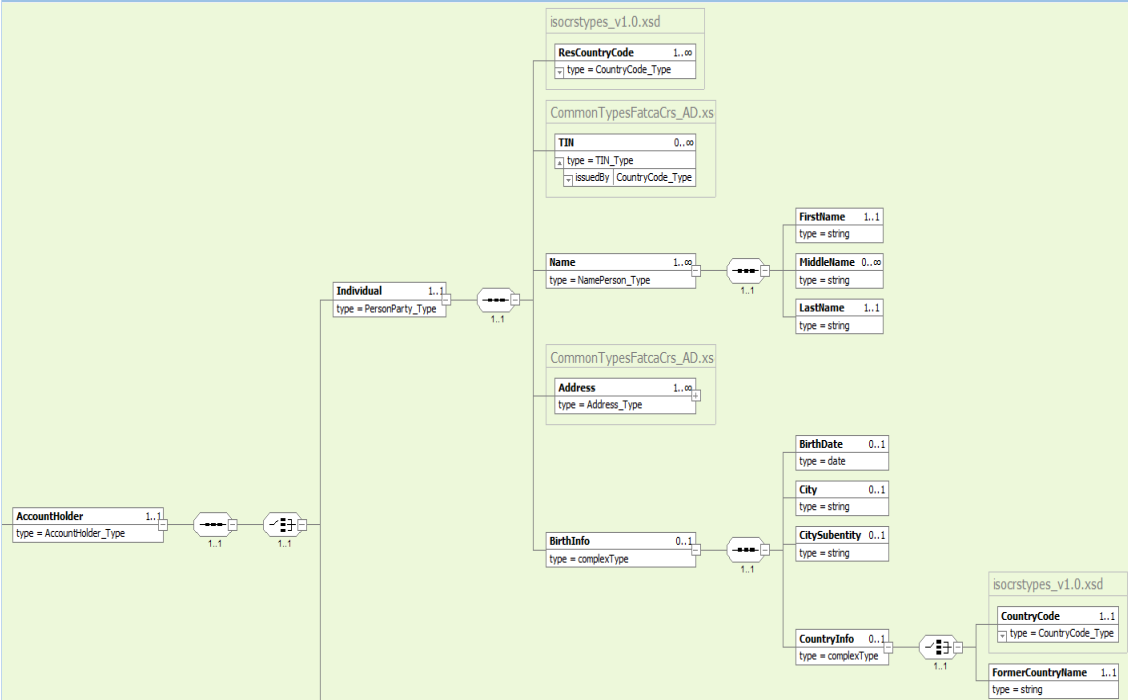 isocrstypes_v1.0.xsd
ResCountryCode 1..∞
type = CountryCode_Type
CommonTypesFatcaCrs_AD.xs
TIN 0..∞
type = TIN_Type
issuedBy CountryCode_Type
FirstName 1..1
type = string
Name 1..∞
type = NamePerson_Type
1..1
MiddleName 0..∞
type = string
LastName 1..1
type = string
Individual 1..1
type = PersonParty_Type
1..1
CommonTypesFatcaCrs_AD.xs
Address 1..∞
type = Address_Type
BirthDate 0..1
type = date
City 0..1
type = string
AccountHolder 1..1
type = AccountHolder_Type
1..1
1..1
BirthInfo 0..1
type = complexType
1..1
CitySubentity 0..1
type = string
isocrstypes_v1.0.xsd
CountryCode 1..1
type = CountryCode_Type
CountryInfo 0..1
type = complexType
1..1
FormerCountryName 1..1
type = string